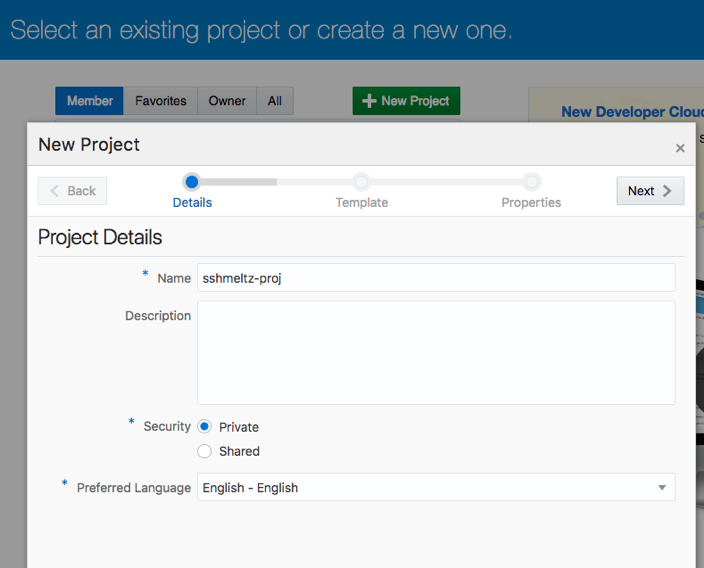 Select an existing project or create a new one.
Member Favorites Owner All
New Project
New Developer Clou
New Project
×
Back
Next
Details
Template
Properties
Project Details
* Name sshmeltz-proj
Description
* Security Private
Shared
* Preferred Language English - English